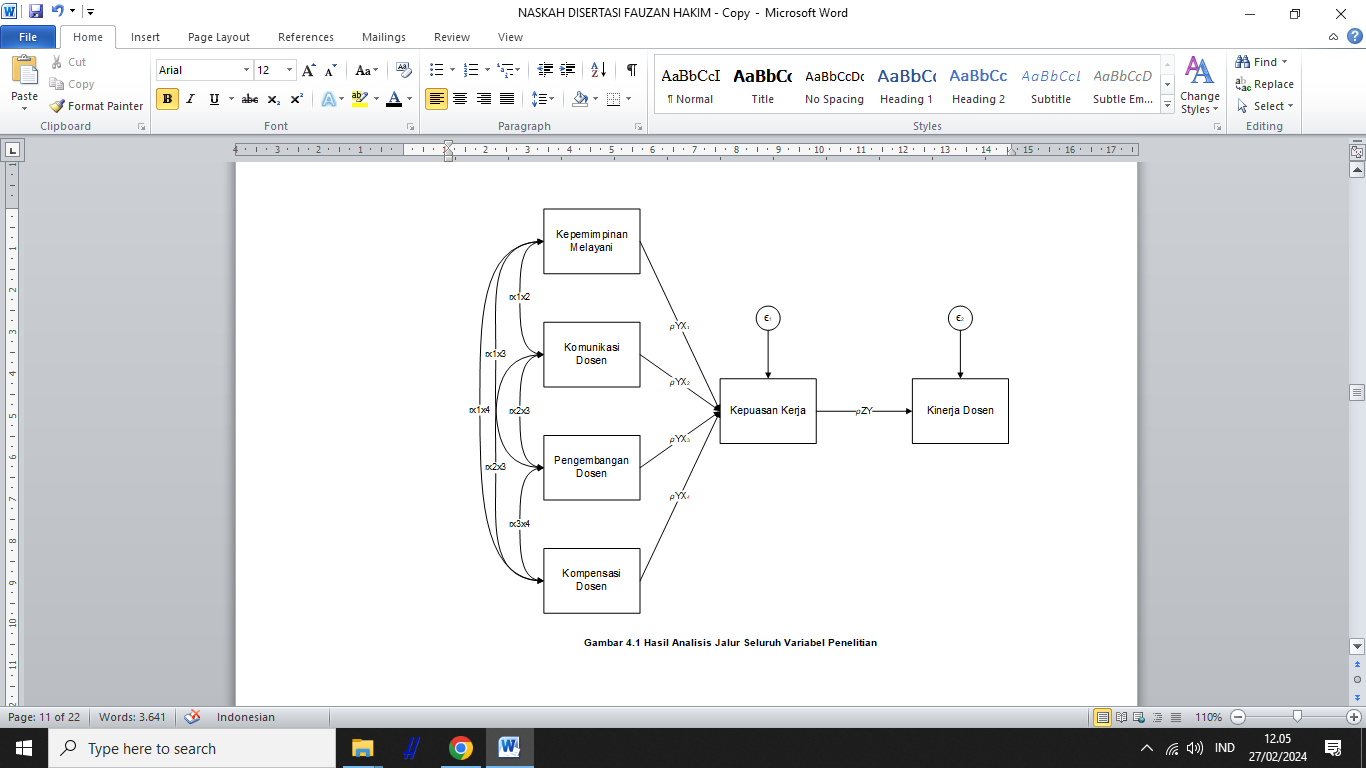 NASKAH DISERTASI FAUZAN HAKIM - Copy - Microsoft Word
File Home Insert Page Layout References Mailings Review View
Paste
Cut
Copy
Format Painter
Clipboard
Arial 12
Font
Paragraph
AaBbCcI AaBbCc AaBbCcDc AaBbCc AaBbCc AaBbCcL AaBbCcD
¶ Normal Title No Spacing Heading 1 Heading 2 Subtitle Subtle Em...
Styles
Change
Styles
Find
Replace
Select
Editing
Kepemimpinan
Melayani
rx1x2
ρYX₁
ϵ₁
ϵ₂
Komunikasi
Dosen
rx1x3
ρYX₂
rx1x4
rx2x3
Kepuasan Kerja
ρZY
Kinerja Dosen
ρYX₃
Pengembangan
Dosen
rx2x3
ρYX₄
rx3x4
Kompensasi
Dosen
Gambar 4.1 Hasil Analisis Jalur Seluruh Variabel Penelitian
Page: 11 of 22 Words: 3.641 Indonesian 110%
Type here to search
IND
12.05
27/02/2024